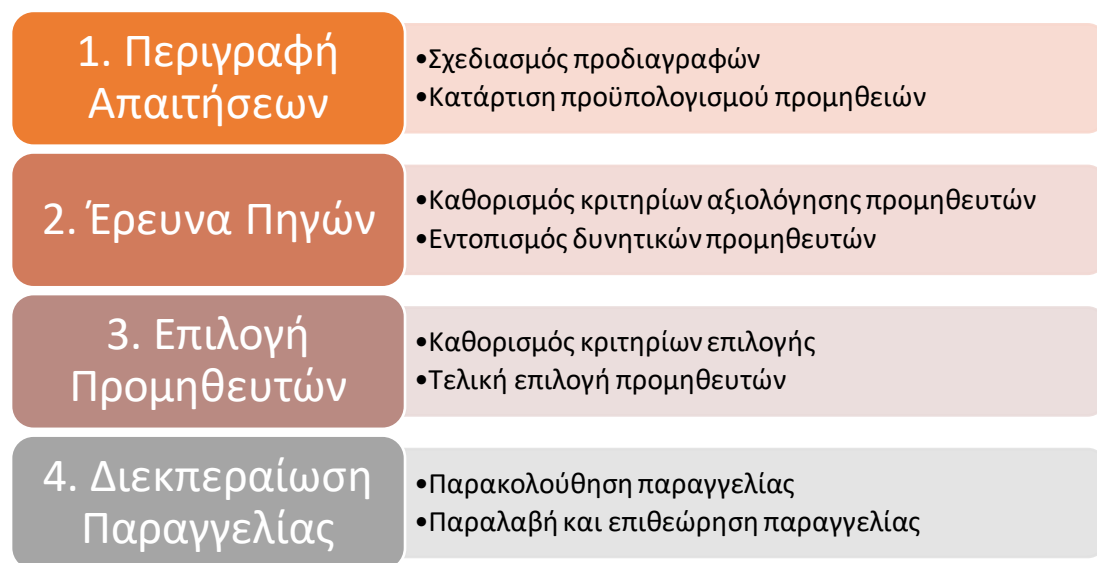 1. Περιγραφή
Απαιτήσεων
•Σχεδιασμός προδιαγραφών
•Κατάρτιση προϋπολογισμού προμηθειών
2. Έρευνα Πηγών
•Καθορισμός κριτηρίων αξιολόγησης προμηθευτών
•Εντοπισμός δυνητικών προμηθευτών
3. Επιλογή
Προμηθευτών
•Καθορισμός κριτηρίων επιλογής
•Τελική επιλογή προμηθευτών
4. Διεκπεραίωση
Παραγγελίας
•Παρακολούθηση παραγγελίας
•Παραλαβή και επιθεώρηση παραγγελίας